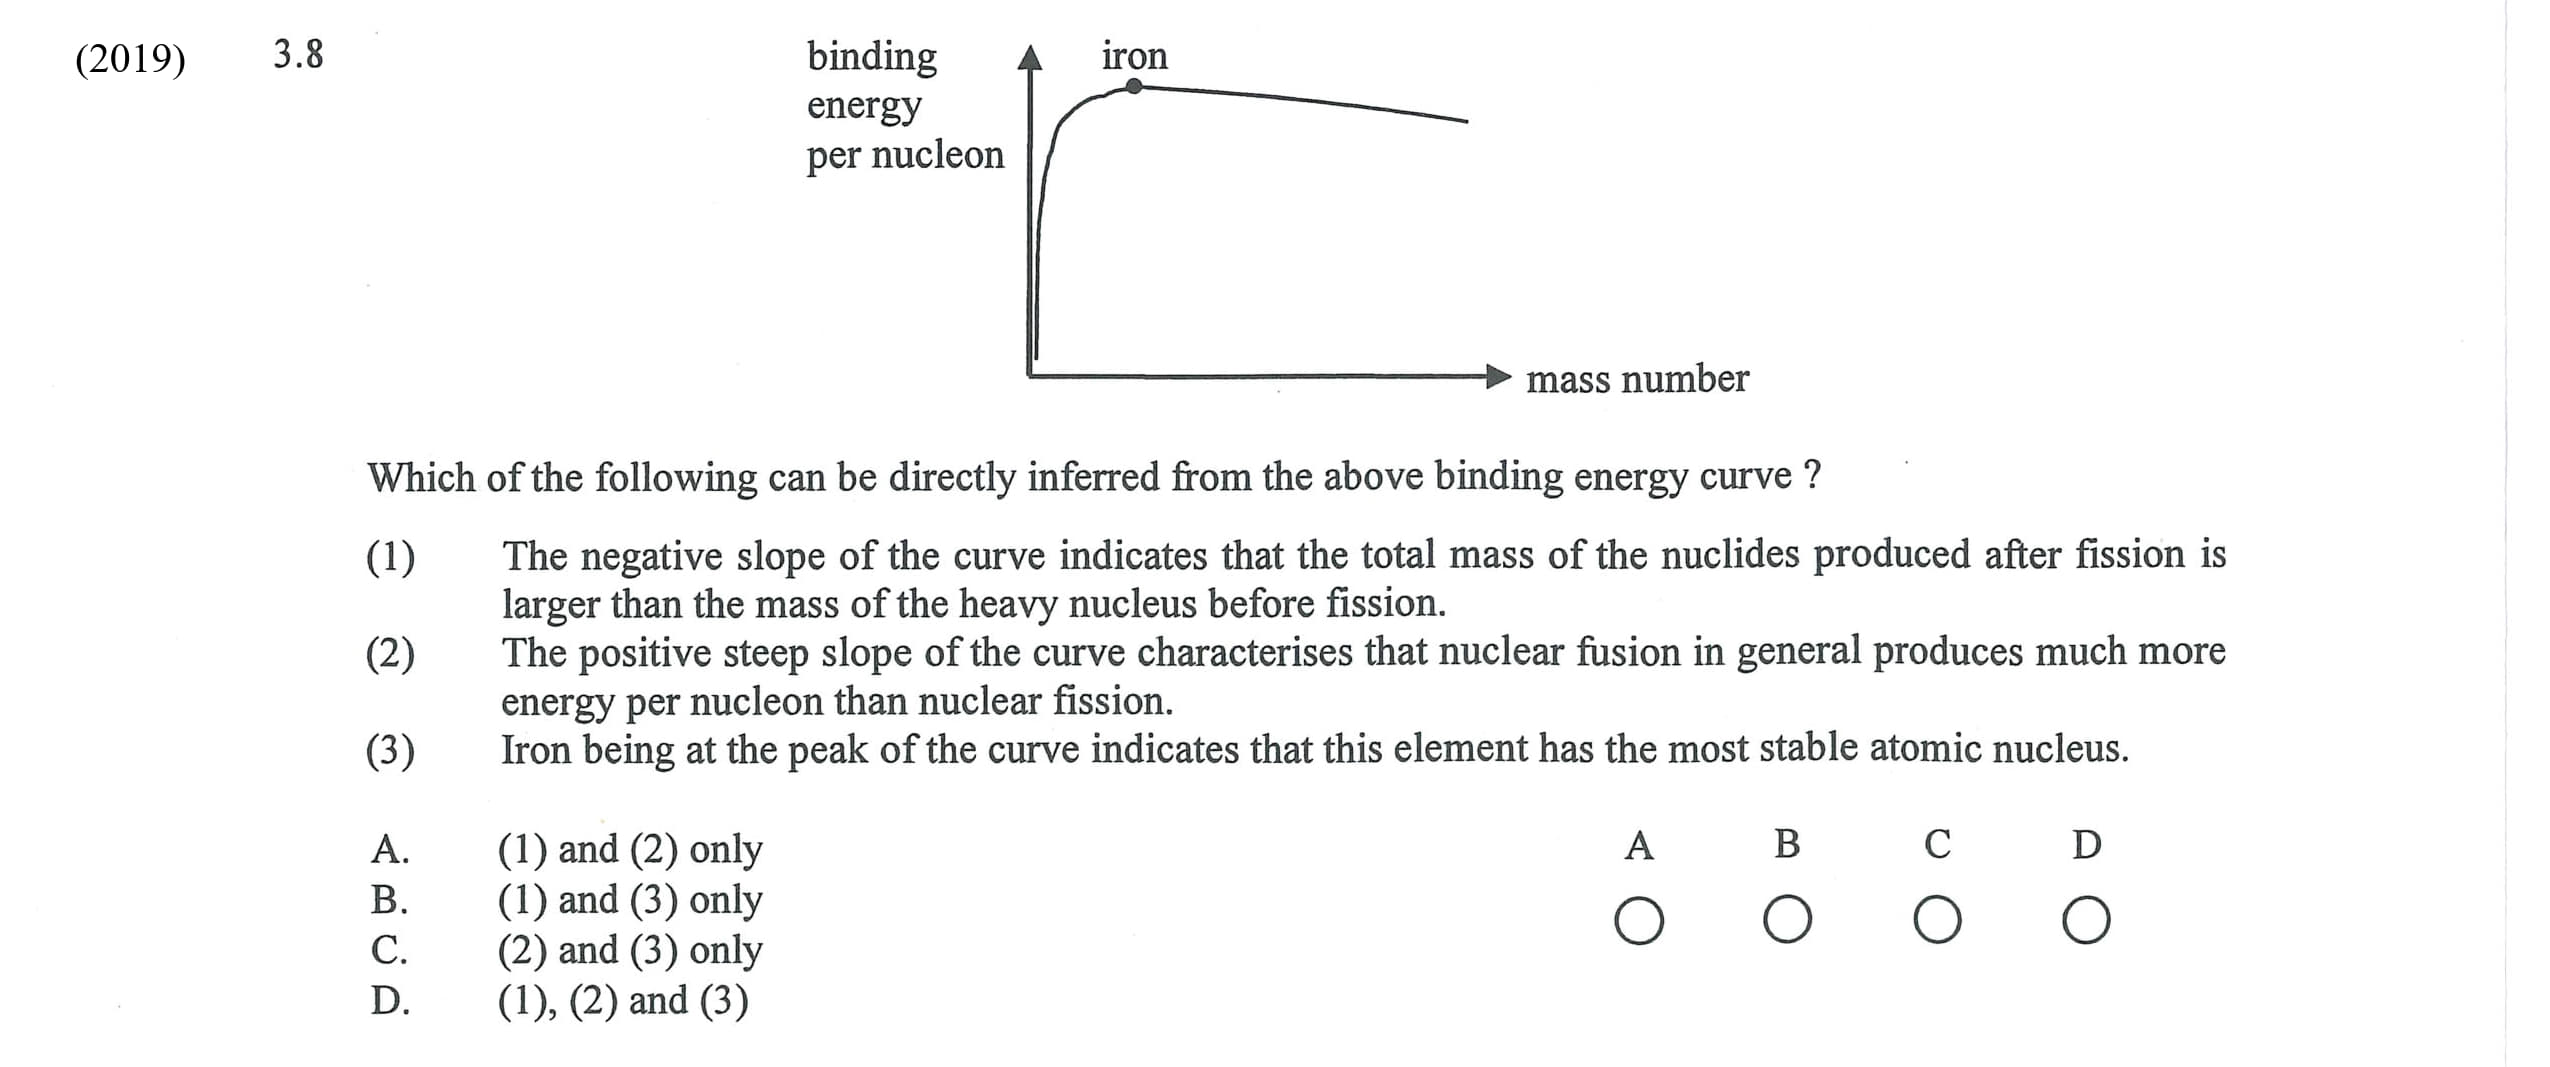 (2019) 3.8
binding
energy
per nucleon
iron
mass number
Which of the following can be directly inferred from the above binding energy curve ?
(1) The negative slope of the curve indicates that the total mass of the nuclides produced after fission is
larger than the mass of the heavy nucleus before fission.
(2) The positive steep slope of the curve characterises that nuclear fusion in general produces much more
energy per nucleon than nuclear fission.
(3) Iron being at the peak of the curve indicates that this element has the most stable atomic nucleus.
A. (1) and (2) only
B. (1) and (3) only
C. (2) and (3) only
D. (1), (2) and (3)
A B C D